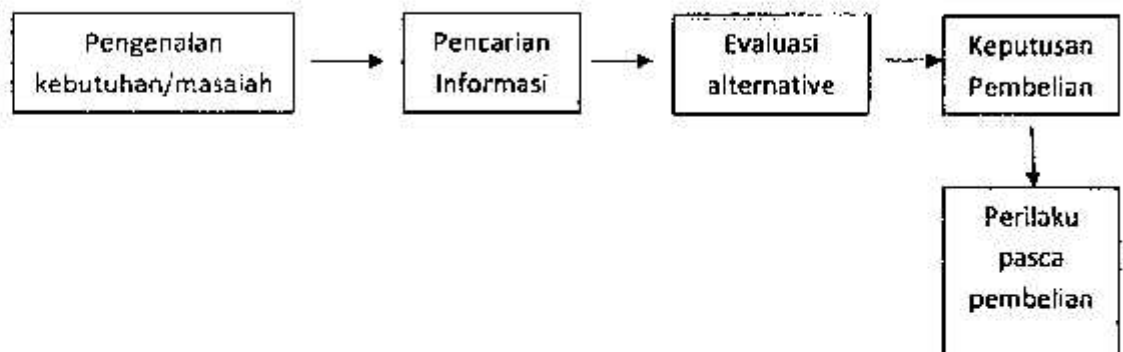 Pengenalan
kebutuhan/masalah
Pencarian
Informasi
Evaluasi
alternative
Keputusan
Pembelian
Perilaku
pasca
pembelian